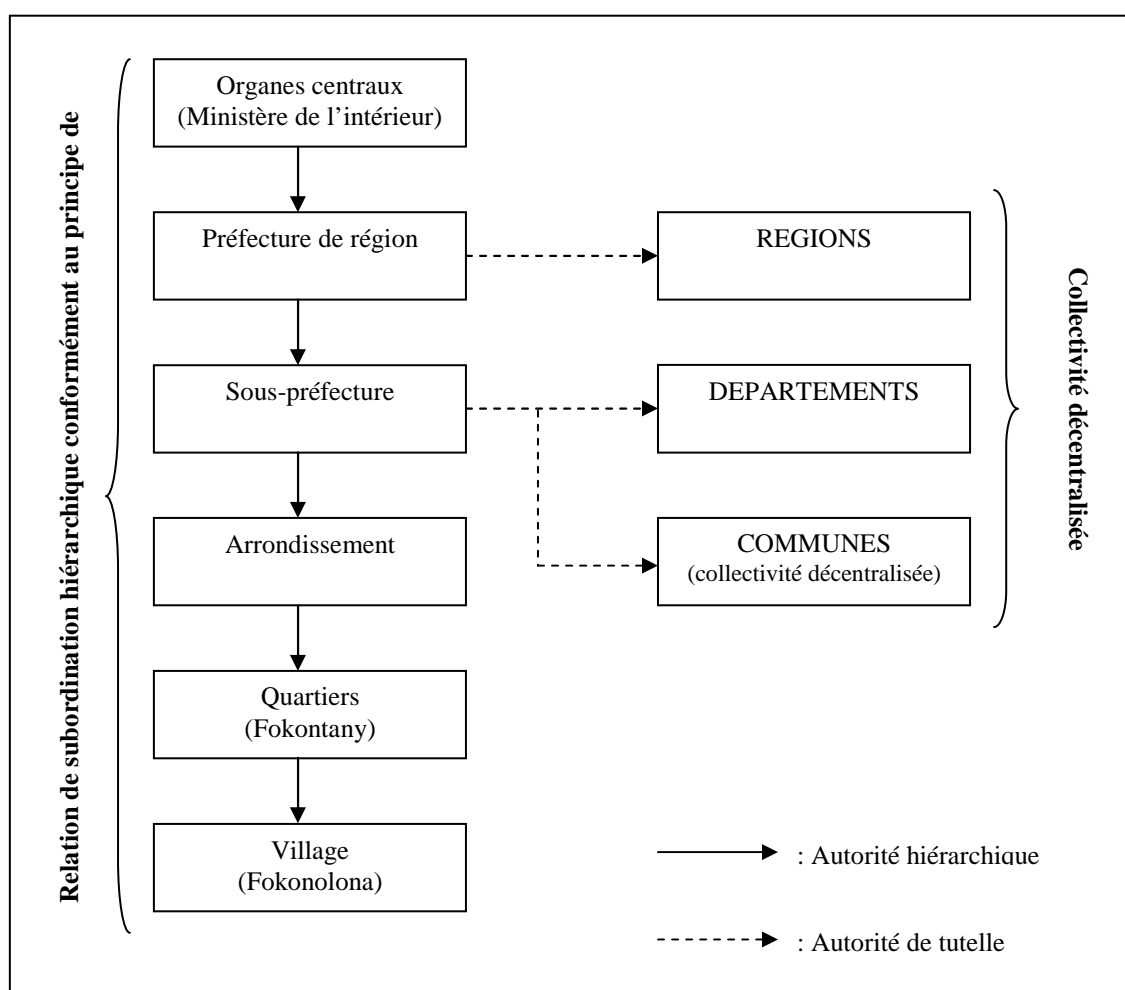 Relation de subordination hiérarchique conformément au principe de
Organes centraux
(Ministère de l'intérieur)
Préfecture de région
REGIONS
Sous-préfecture
DEPARTEMENTS
Arrondissement
COMMUNES
(collectivité décentralisée)
Quartiers
(Fokontany)
Village
(Fokonolona)
Collectivité décentralisée
: Autorité hiérarchique
: Autorité de tutelle